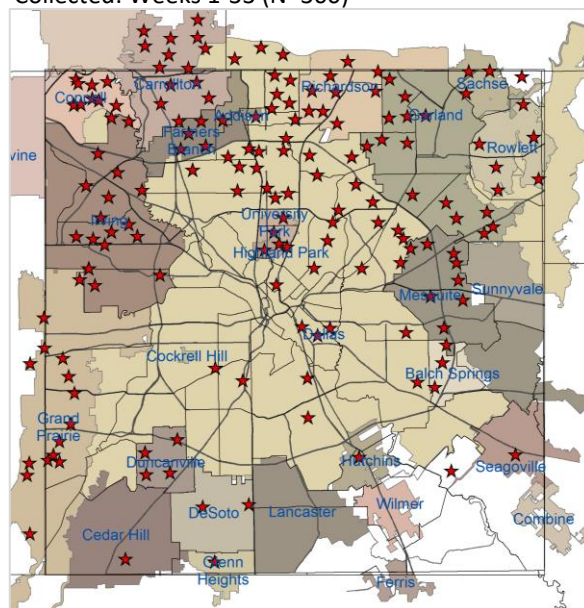 Collected: Weeks 1-35 (N=500)
Coppell
Carrollton
Addison
Richardson
Sachse
Garland
Farmers
Branch
Rowlett
vine
Irving
University
Park
Highland Park
Mesquite
Sunnyvale
Dallas
Cockrell Hill
Balch Springs
Grand
Prairie
Duncanville
Hutchins
Seagoville
DeSoto
Lancaster
Wilmer
Combine
Cedar Hill
Glenn
Heights
Ferris